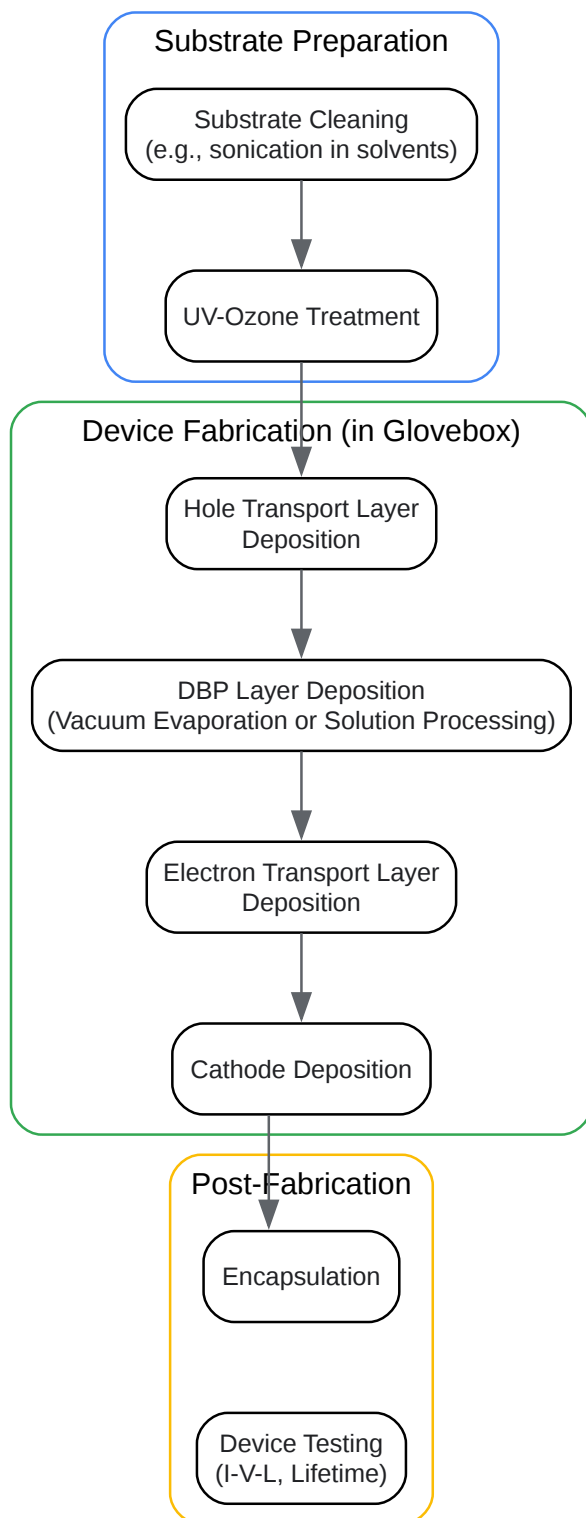 Substrate Preparation
Substrate Cleaning
(e.g., sonication in solvents)
UV-Ozone Treatment
Device Fabrication (in Glovebox)
Hole Transport Layer
Deposition
DBP Layer Deposition
(Vacuum Evaporation or Solution Processing)
Electron Transport Layer
Deposition
Cathode Deposition
Post-Fabrication
Encapsulation
Device Testing
(I-V-L, Lifetime)